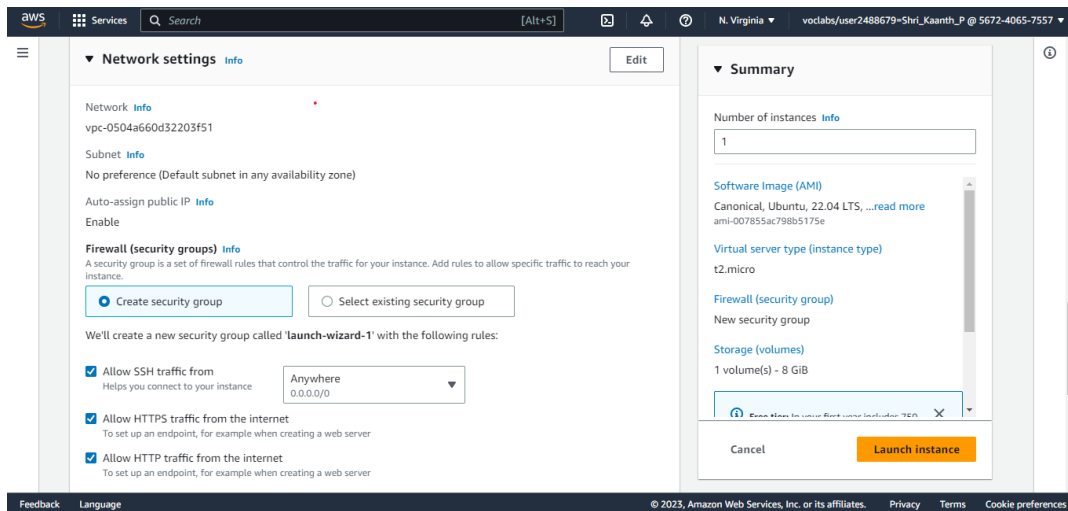 aws Services Search [Alt+S] N. Virginia voclabs/user2488679=Shri_Kaanth_P @ 5672-4065-7557
Network settings Info
Edit
Network Info
vpc-0504a660d32203f51
Subnet Info
No preference (Default subnet in any availability zone)
Auto-assign public IP Info
Enable
Firewall (security groups) Info
A security group is a set of firewall rules that control the traffic for your instance. Add rules to allow specific traffic to reach your
instance.
Create security group
Select existing security group
We'll create a new security group called 'launch-wizard-1' with the following rules:
Allow SSH traffic from
Helps you connect to your instance
Anywhere
0.0.0.0/0
Allow HTTPS traffic from the internet
To set up an endpoint, for example when creating a web server
Allow HTTP traffic from the internet
To set up an endpoint, for example when creating a web server
Summary
Number of instances Info
1
Software Image (AMI)
Canonical, Ubuntu, 22.04 LTS, ...read more
ami-007855ac798b5175e
Virtual server type (instance type)
t2.micro
Firewall (security group)
New security group
Storage (volumes)
1 volume(s) - 8 GiB
Free tier: In your first year includes 750
Cancel
Launch instance
Feedback Language © 2023, Amazon Web Services, Inc. or its affiliates. Privacy Terms Cookie preferences